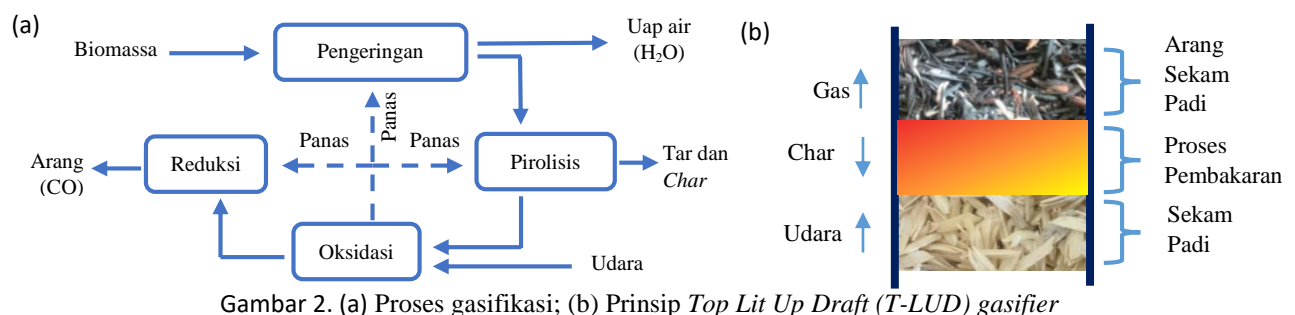 (a)
Biomassa
Pengeringan
Uap air
(H₂O)
Panas
Panas
Panas
Arang
(CO)
Reduksi
Pirolisis
Tar dan
Char
Oksidasi
Udara
(b)
Gas
Char
Udara
Arang
Sekam
Padi
Proses
Pembakaran
Sekam
Padi
Gambar 2. (a) Proses gasifikasi; (b) Prinsip Top Lit Up Draft (T-LUD) gasifier